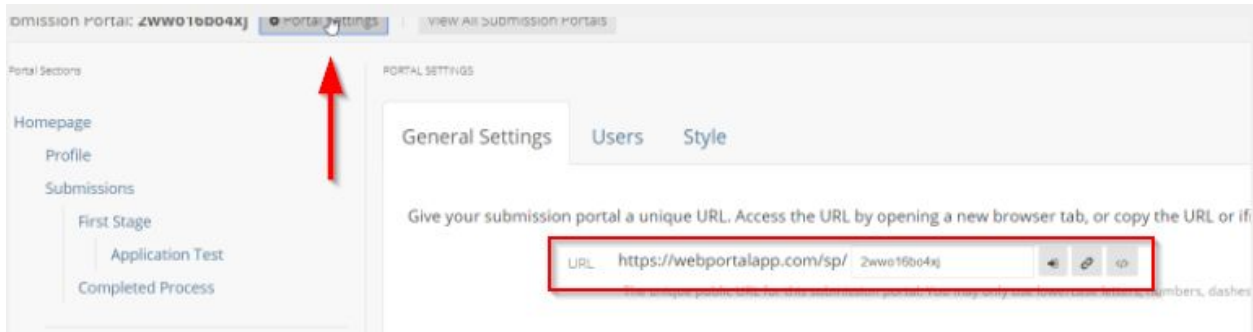 omission Portal: 2wwo16bo4xj Portal Settings View All Submission Portals
Portal Sections
PORTAL SETTINGS
Homepage
Profile
Submissions
First Stage
Application Test
Completed Process
General Settings Users Style
Give your submission portal a unique URL. Access the URL by opening a new browser tab, or copy the URL or if
URL https://webportalapp.com/sp/ 2wwo16bo4xj
The unique public URL for this submission portal. You may only use lowercase letters, numbers, dashes